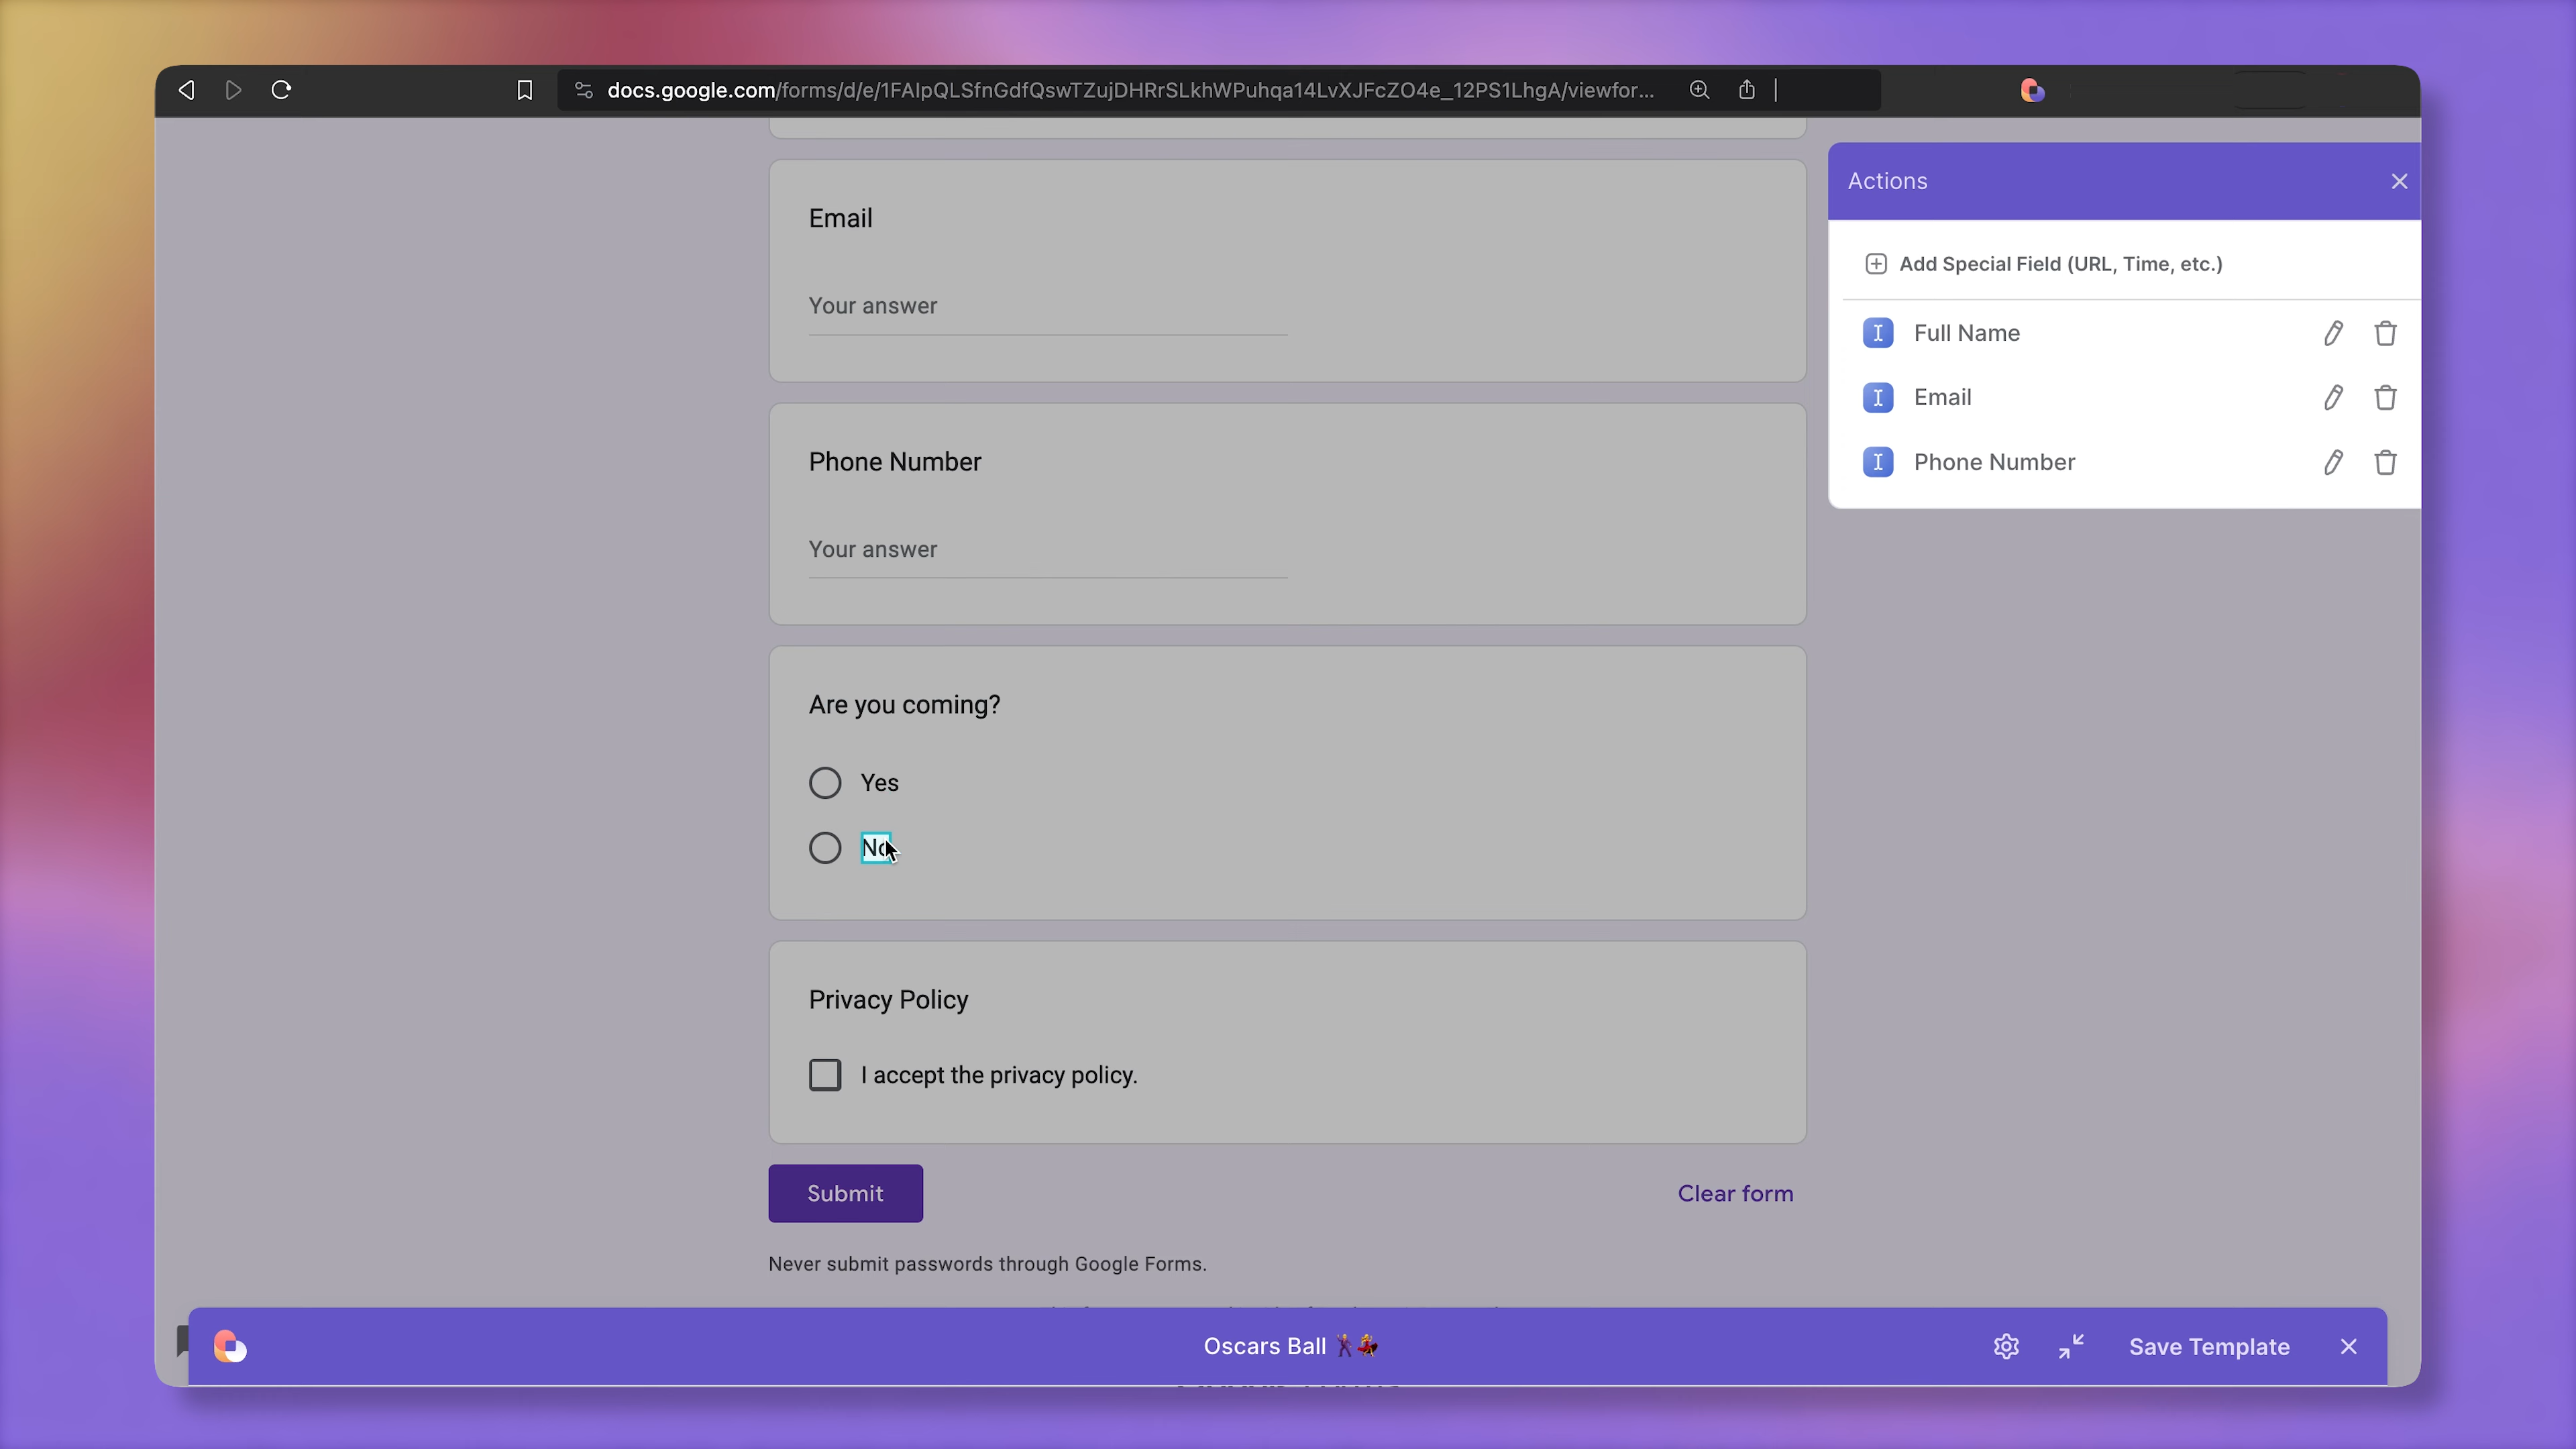 docs.google.com/forms/d/e/1FAIpQLSfnGdfQswTZujDHRrSLkhWPuhqa14LvXJFcZO4e_12PS1LhgA/viewfor...
Email
Your answer
Phone Number
Your answer
Are you coming?
Yes
No
Privacy Policy
I accept the privacy policy.
Submit
Clear form
Never submit passwords through Google Forms.
Actions
Add Special Field (URL, Time, etc.)
Full Name
Email
Phone Number
Oscars Ball 🕺💃
Save Template